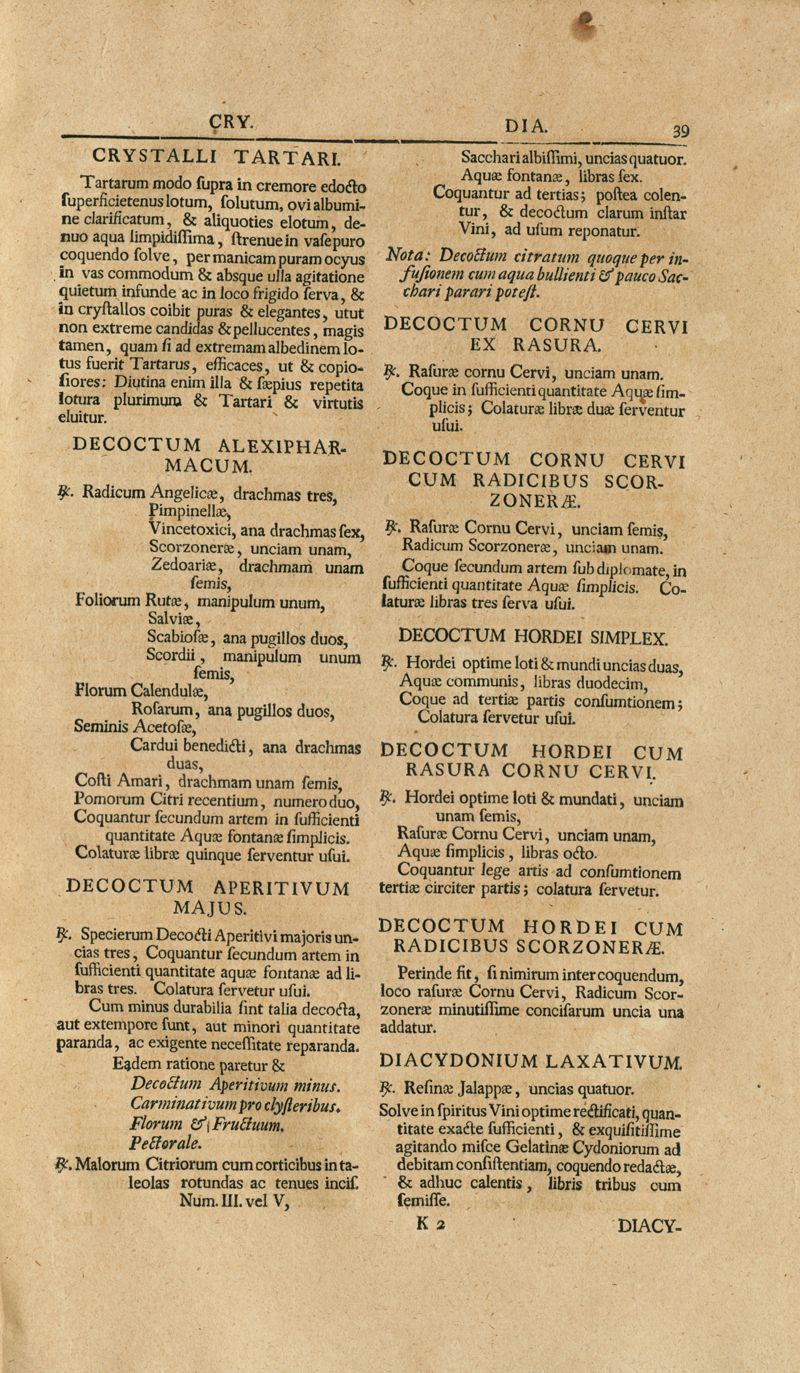 CRY.
DIA.
39
CRYSTALLI TARTARI.
Tartarum modo ſupra in cremore edocto
ſuperficietenus lotum, ſolutum, ovi albumi-
ne clarificatum, & aliquoties elotum, de-
nuo aqua limpidiſſima, ſtrenue in vaſe puro
coquendo ſolve, per manicam puram ocyus
in vas commodum & absque ulla agitatione
quietum infunde ac in loco frigido ſerva, &
in cryſtallos coibit puras & elegantes, utut
non extreme candidas & pellucentes, magis
tamen, quam ſi ad extremam albedinem lo-
tus fuerit Tartarus, efficaces, ut & copio-
ſiores: Diutina enim illa & ſæpius repetita
lotura plurimum & Tartari & virtutis
eluitur.
DECOCTUM ALEXIPHAR-
MACUM.
℞. Radicum Angelicæ, drachmas tres,
Pimpinellæ,
Vincetoxici, ana drachmas ſex,
Scorzoneræ, unciam unam,
Zedoariæ, drachmam unam
ſemis,
Foliorum Rutæ, manipulum unum,
Salviæ,
Scabioſæ, ana pugillos duos,
Scordii, manipulum unum
ſemis,
Florum Calendulæ,
Roſarum, ana pugillos duos,
Seminis Acetoſæ,
Cardui benedicti, ana drachmas
duas,
Coſti Amari, drachmam unam ſemis,
Pomorum Citri recentium, numero duo,
Coquantur ſecundum artem in ſufficienti
quantitate Aquæ fontanæ ſimplicis.
Colaturæ libræ quinque ſerventur uſui.
DECOCTUM APERITIVUM
MAJUS.
℞. Specierum Decocti Aperitivi majoris un-
cias tres, Coquantur ſecundum artem in
ſufficienti quantitate aquæ fontanæ ad li-
bras tres. Colatura ſervetur uſui.
Cum minus durabilia ſint talia decocta,
aut extempore ſunt, aut minori quantitate
paranda, ac exigente neceſſitate reparanda.
Eadem ratione paretur &
Decoctum Aperitivum minus.
Carminativum pro clyſteribus.
Florum & Fructuum.
Pectorale.
℞. Malorum Citriorum cum corticibus in ta-
leolas rotundas ac tenues inciſ.
Num. III. vel V,
Sacchari albiſſimi, uncias quatuor.
Aquæ fontanæ, libras ſex.
Coquantur ad tertias; poſtea colen-
tur, & decoctum clarum inſtar
Vini, ad uſum reponatur.
Nota: Decoctum citratum quoque per in-
fuſionem cum aqua bullienti & pauco Sac-
chari parari poteſt.
DECOCTUM CORNU CERVI
EX RASURA.
℞. Raſuræ cornu Cervi, unciam unam.
Coque in ſufficienti quantitate Aquæ ſim-
plicis; Colaturæ libræ duæ ſerventur
uſui.
DECOCTUM CORNU CERVI
CUM RADICIBUS SCOR-
ZONERÆ.
℞. Raſuræ Cornu Cervi, unciam ſemis,
Radicum Scorzoneræ, unciam unam.
Coque ſecundum artem ſub diplomate, in
ſufficienti quantitate Aquæ ſimplicis. Co-
laturæ libras tres ſerva uſui.
DECOCTUM HORDEI SIMPLEX.
℞. Hordei optime loti & mundi uncias duas,
Aquæ communis, libras duodecim,
Coque ad tertiæ partis conſumtionem;
Colatura ſervetur uſui.
DECOCTUM HORDEI CUM
RASURA CORNU CERVI.
℞. Hordei optime loti & mundati, unciam
unam ſemis,
Raſuræ Cornu Cervi, unciam unam,
Aquæ ſimplicis, libras octo.
Coquantur lege artis ad conſumtionem
tertiæ circiter partis; colatura ſervetur.
DECOCTUM HORDEI CUM
RADICIBUS SCORZONERÆ.
Perinde fit, ſi nimirum inter coquendum,
loco raſuræ Cornu Cervi, Radicum Scor-
zoneræ minutiſſime conciſarum uncia una
addatur.
DIACYDONIUM LAXATIVUM.
℞. Reſinæ Jalappæ, uncias quatuor.
Solve in ſpiritus Vini optime rectificati, quan-
titate exacte ſufficienti, & exquiſitiſſime
agitando miſce Gelatinæ Cydoniorum ad
debitam conſiſtentiam, coquendo redactæ,
& adhuc calentis, libris tribus cum
ſemiſſe.
K 2
DIACY-